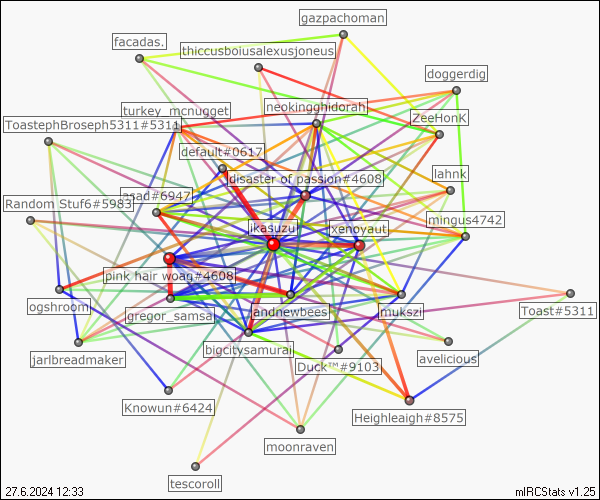 gazpachoman
facadas.
thiccusboiusalexusjoneus
doggerdig
turkey_mcnugget
neokingghidorah
ZeeHonK
ToastephBroseph5311#5311
default#0617
disaster of passion#4608
lahnk
asad#6947
Random Stuf6#5983
mingus4742
ikasuzu
xenoyaut
pink hair woag#4608
ogshroom
gregor_samsa
andnewbees
mukszi
Toast#5311
bigcitysamurai
jarlbreadmaker
avelicious
Duck™#9103
Knowun#6424
Heighleaigh#8575
moonraven
tescoroll
27.6.2024 12:33
mIRCStats v1.25